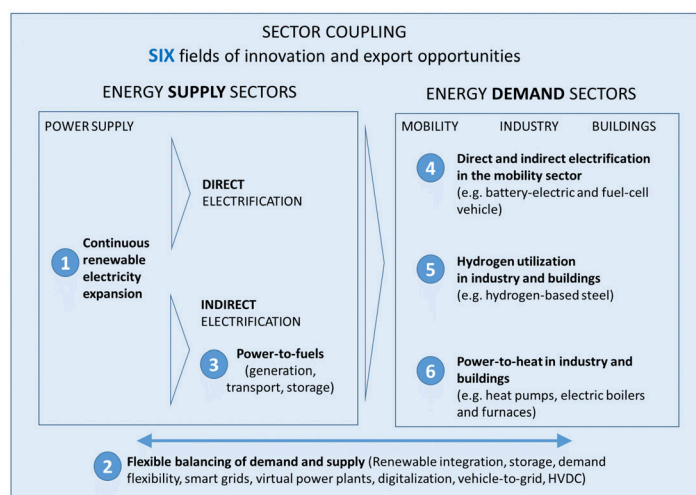 SECTOR COUPLING
SIX fields of innovation and export opportunities
ENERGY SUPPLY SECTORS
POWER SUPPLY
DIRECT
ELECTRIFICATION
1
Continuous
renewable
electricity
expansion
INDIRECT
ELECTRIFICATION
3
Power-to-fuels
(generation,
transport, storage)
ENERGY DEMAND SECTORS
MOBILITY INDUSTRY BUILDINGS
4
Direct and indirect electrification
in the mobility sector
(e.g. battery-electric and fuel-cell
vehicle)
5
Hydrogen utilization
in industry and buildings
(e.g. hydrogen-based steel)
6
Power-to-heat in industry and
buildings
(e.g. heat pumps, electric boilers
and furnaces)
2
Flexible balancing of demand and supply (Renewable integration, storage, demand
flexibility, smart grids, virtual power plants, digitalization, vehicle-to-grid, HVDC)